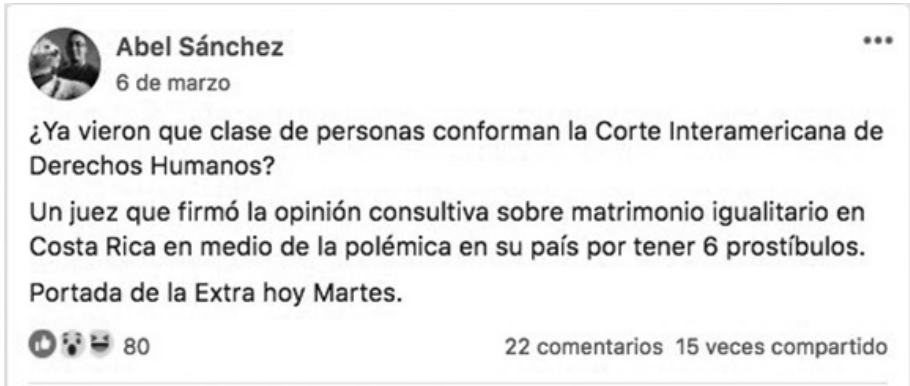 Abel Sánchez
6 de marzo
¿Ya vieron que clase de personas conforman la Corte Interamericana de
Derechos Humanos?
Un juez que firmó la opinión consultiva sobre matrimonio igualitario en
Costa Rica en medio de la polémica en su país por tener 6 prostíbulos.
Portada de la Extra hoy Martes.
80 22 comentarios 15 veces compartido